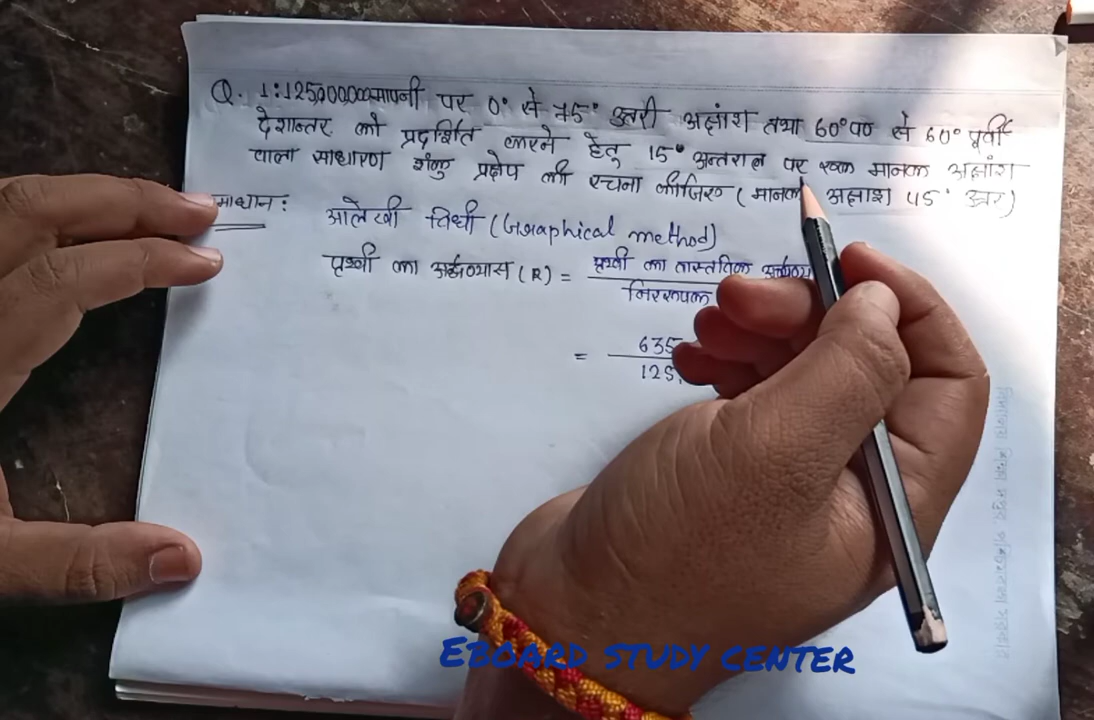 Q. 1:125000000 मापनी पर 0° से 75° उत्तरी अक्षांश तथा 60°प० से 60° पूर्वी
देशान्तर को प्रदर्शित करने हेतु 15° अन्तराल पर एक मानक अक्षांश
वाला साधारण शंकु प्रक्षेप की रचना कीजिए (मानक अक्षांश 45° उत्तर)
माधान :
आलेखी विधी (Graphical method)
पृथ्वी का अर्द्धव्यास (R) = पृथ्वी का वास्तविक अर्द्धव्या
निररूपक
= 635
125
Eboard study center